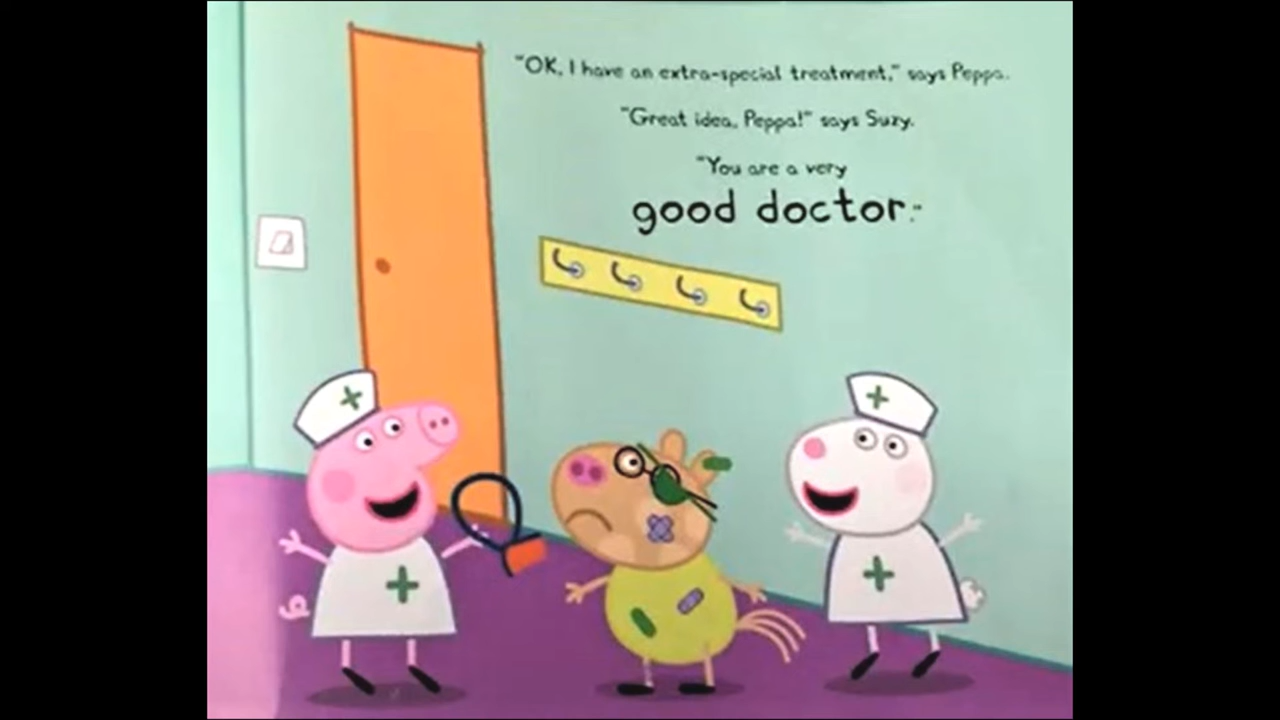 "OK, I have an extra-special treatment," says Peppa.
"Great idea, Peppa!" says Suzy.
"You are a very
good doctor."